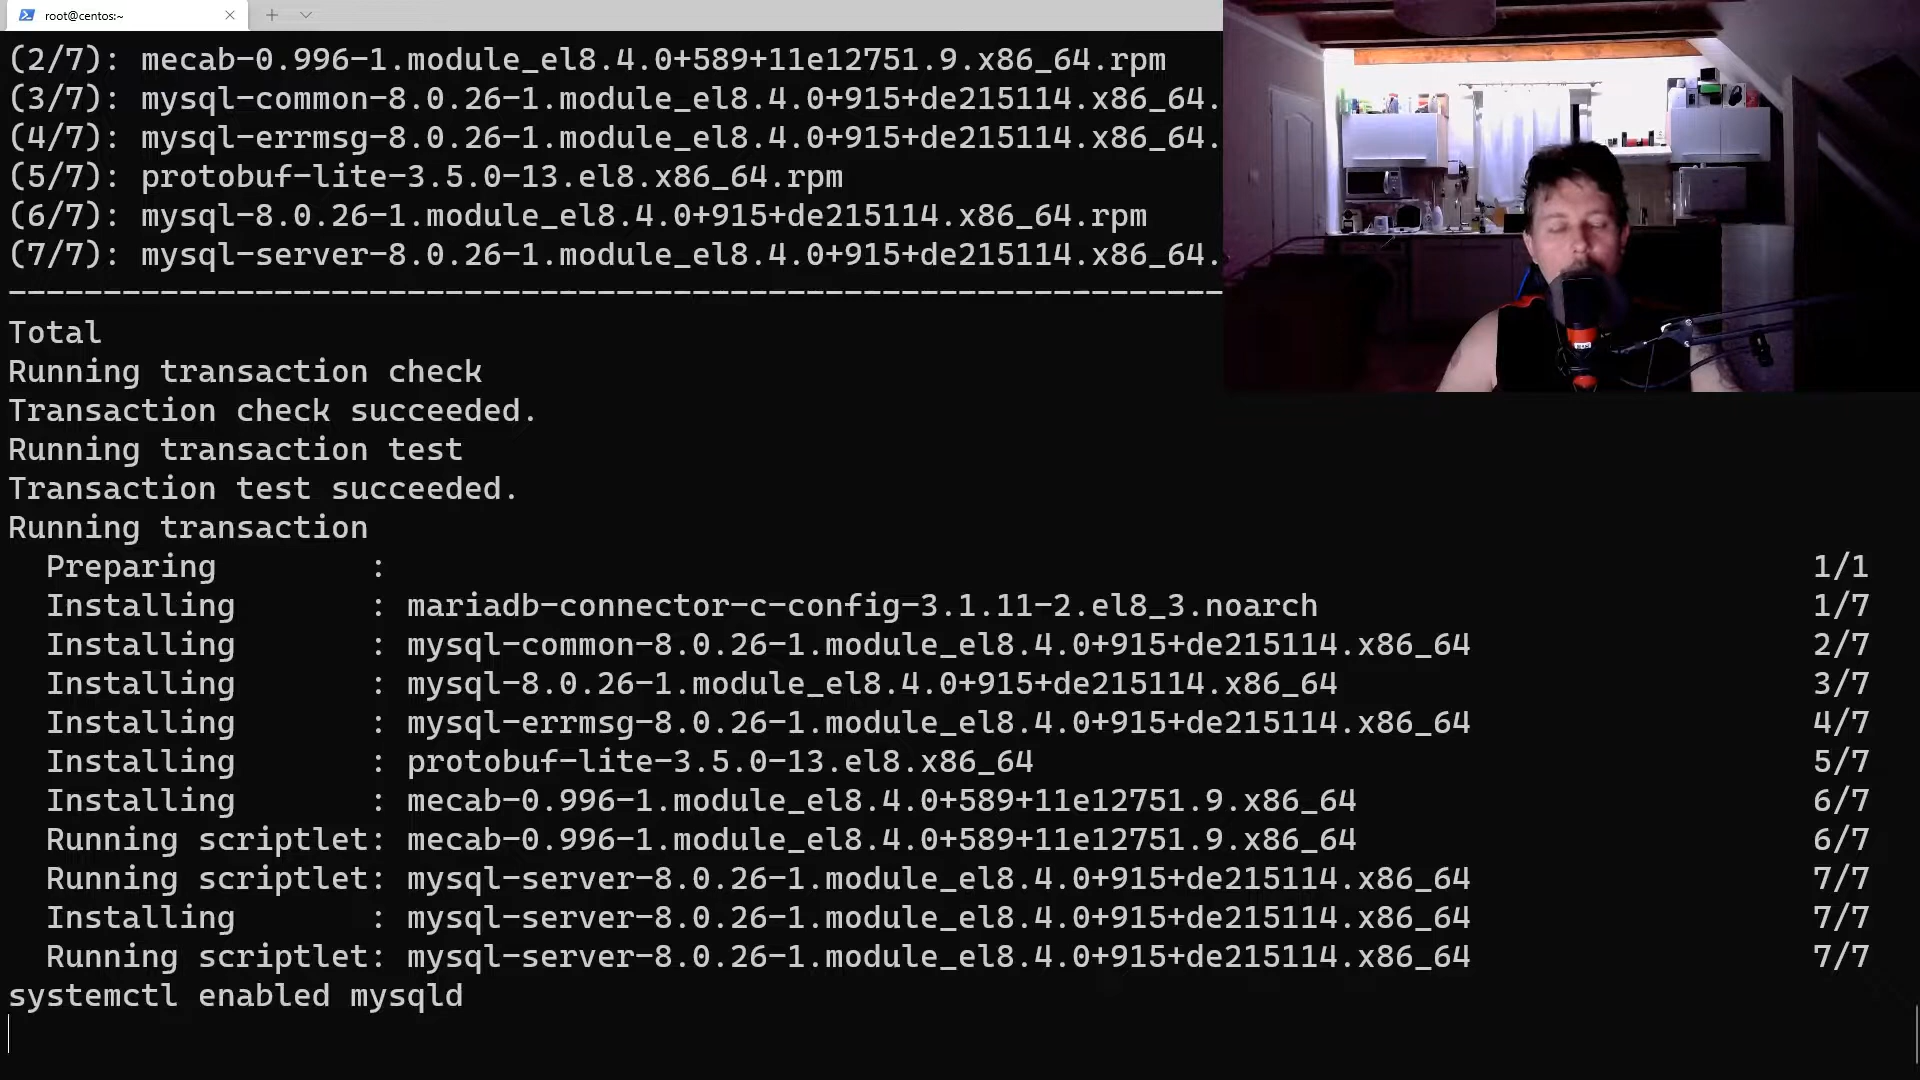 root@centos:~
(2/7): mecab-0.996-1.module_el8.4.0+589+11e12751.9.x86_64.rpm
(3/7): mysql-common-8.0.26-1.module_el8.4.0+915+de215114.x86_64.
(4/7): mysql-errmsg-8.0.26-1.module_el8.4.0+915+de215114.x86_64.
(5/7): protobuf-lite-3.5.0-13.el8.x86_64.rpm
(6/7): mysql-8.0.26-1.module_el8.4.0+915+de215114.x86_64.rpm
(7/7): mysql-server-8.0.26-1.module_el8.4.0+915+de215114.x86_64.
--------------------------------------------------------------------------------
Total
Running transaction check
Transaction check succeeded.
Running transaction test
Transaction test succeeded.
Running transaction
Preparing : 1/1
Installing : mariadb-connector-c-config-3.1.11-2.el8_3.noarch 1/7
Installing : mysql-common-8.0.26-1.module_el8.4.0+915+de215114.x86_64 2/7
Installing : mysql-8.0.26-1.module_el8.4.0+915+de215114.x86_64 3/7
Installing : mysql-errmsg-8.0.26-1.module_el8.4.0+915+de215114.x86_64 4/7
Installing : protobuf-lite-3.5.0-13.el8.x86_64 5/7
Installing : mecab-0.996-1.module_el8.4.0+589+11e12751.9.x86_64 6/7
Running scriptlet: mecab-0.996-1.module_el8.4.0+589+11e12751.9.x86_64 6/7
Running scriptlet: mysql-server-8.0.26-1.module_el8.4.0+915+de215114.x86_64 7/7
Installing : mysql-server-8.0.26-1.module_el8.4.0+915+de215114.x86_64 7/7
Running scriptlet: mysql-server-8.0.26-1.module_el8.4.0+915+de215114.x86_64 7/7
systemctl enabled mysqld